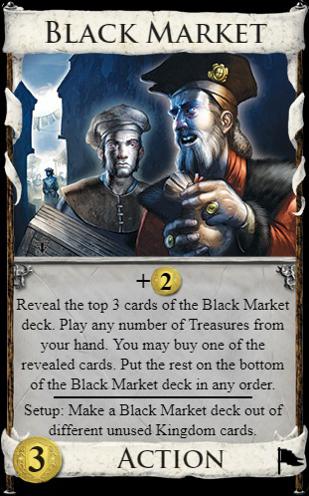 BLACK MARKET
+2
Reveal the top 3 cards of the Black Market
deck. Play any number of Treasures from
your hand. You may buy one of the
revealed cards. Put the rest on the bottom
of the Black Market deck in any order.
Setup: Make a Black Market deck out of
different unused Kingdom cards.
3 ACTION